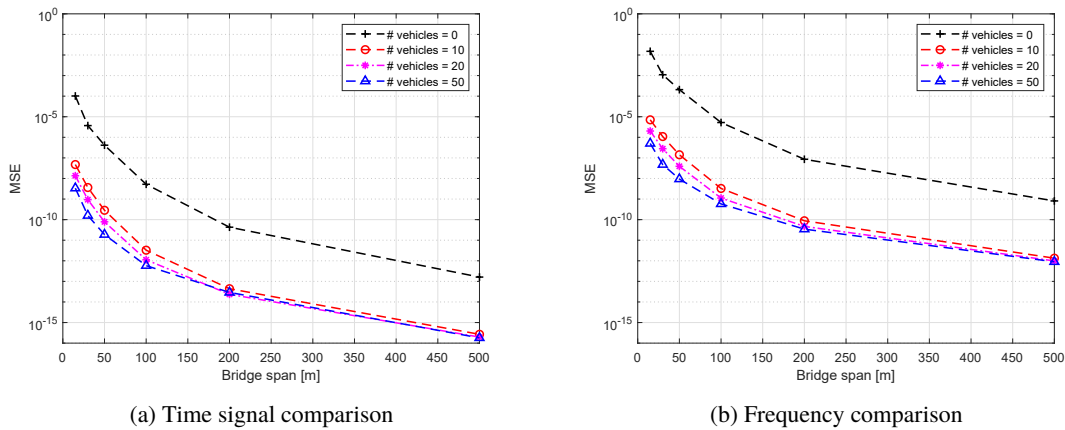 10^0
10^-5
10^-10
10^-15
MSE
0 50 100 150 200 250 300 350 400 450 500
Bridge span [m]
# vehicles = 0
# vehicles = 10
# vehicles = 20
# vehicles = 50
(a) Time signal comparison
10^0
10^-5
10^-10
10^-15
MSE
0 50 100 150 200 250 300 350 400 450 500
Bridge span [m]
# vehicles = 0
# vehicles = 10
# vehicles = 20
# vehicles = 50
(b) Frequency comparison